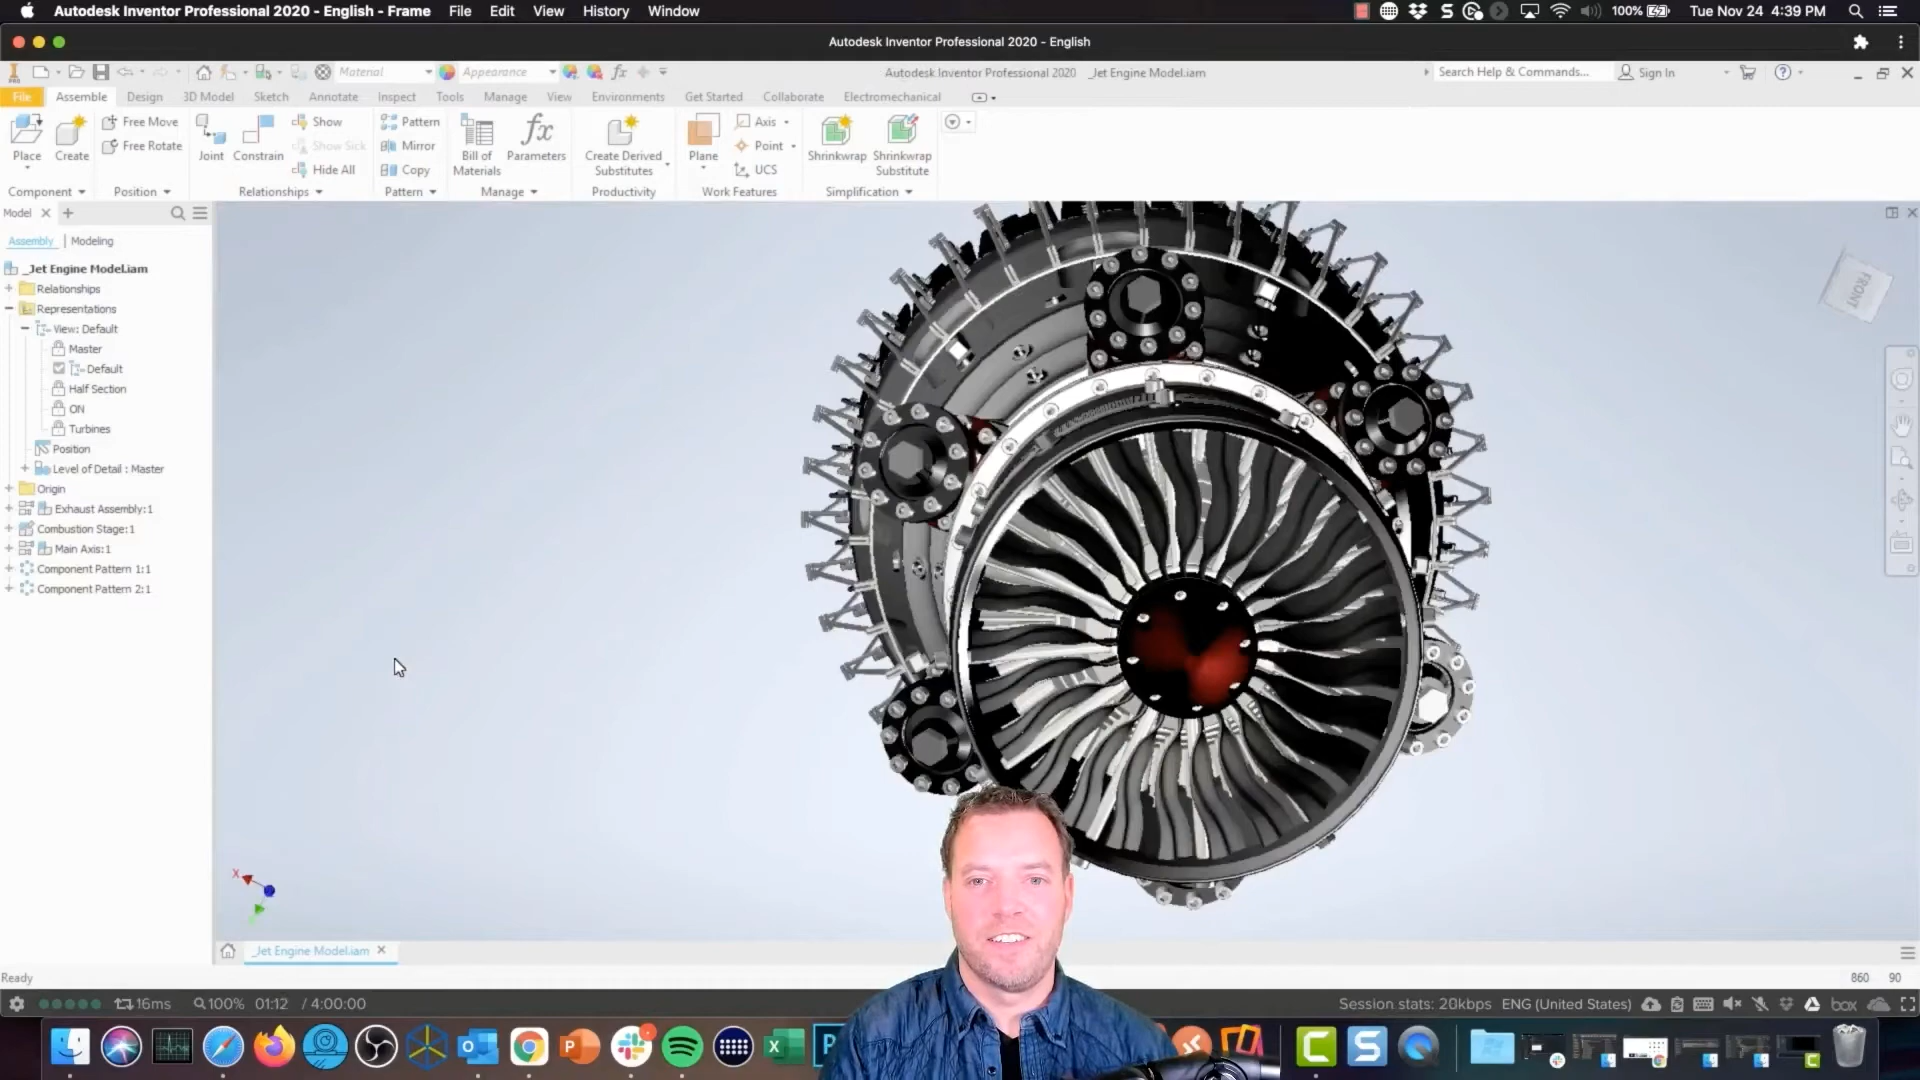 Autodesk Inventor Professional 2020 - English - Frame File Edit View History Window 100% Tue Nov 24 4:39 PM
Autodesk Inventor Professional 2020 - English
Material Appearance fx Autodesk Inventor Professional 2020 _Jet Engine Model.iam Search Help & Commands... Sign In
File Assemble Design 3D Model Sketch Annotate Inspect Tools Manage View Environments Get Started Collaborate Electromechanical
Place
Create
Free Move
Free Rotate
Joint
Constrain
Show
Show Sick
Hide All
Pattern
Mirror
Copy
Bill of
Materials
fx
Parameters
Create Derived
Substitutes
Plane
Axis
Point
UCS
Shrinkwrap
Shrinkwrap
Substitute
Component Position Relationships Pattern Manage Productivity Work Features Simplification
Model
Assembly Modeling
_Jet Engine Model.iam
Relationships
Representations
View: Default
Master
Default
Half Section
ON
Turbines
Position
Level of Detail : Master
Origin
Exhaust Assembly:1
Combustion Stage:1
Main Axis:1
Component Pattern 1:1
Component Pattern 2:1
FRONT
X
_Jet Engine Model.iam
Ready 860 90
16ms 100% 01:12 / 4:00:00 Session stats: 20kbps ENG (United States) box